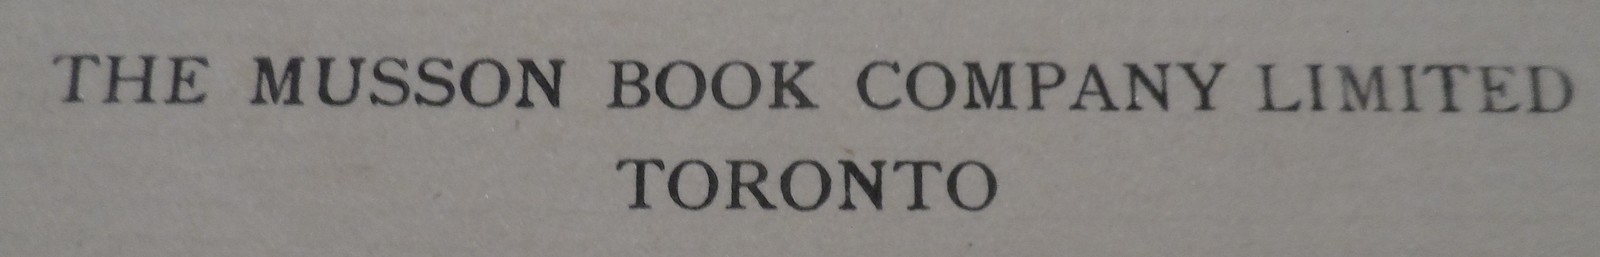 THE MUSSON BOOK COMPANY LIMITED
TORONTO